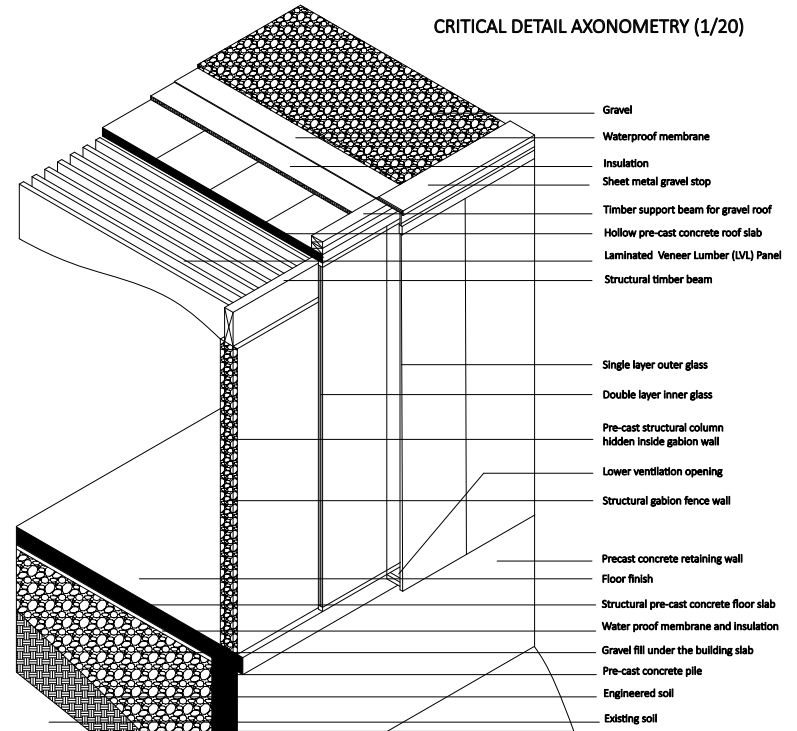 CRITICAL DETAIL AXONOMETRY (1/20)
Gravel
Waterproof membrane
Insulation
Sheet metal gravel stop
Timber support beam for gravel roof
Hollow pre-cast concrete roof slab
Laminated Veneer Lumber (LVL) Panel
Structural timber beam
Single layer outer glass
Double layer inner glass
Pre-cast structural column
hidden inside gabion wall
Lower ventilation opening
Structural gabion fence wall
Precast concrete retaining wall
Floor finish
Structural pre-cast concrete floor slab
Water proof membrane and insulation
Gravel fill under the building slab
Pre-cast concrete pile
Engineered soil
Existing soil